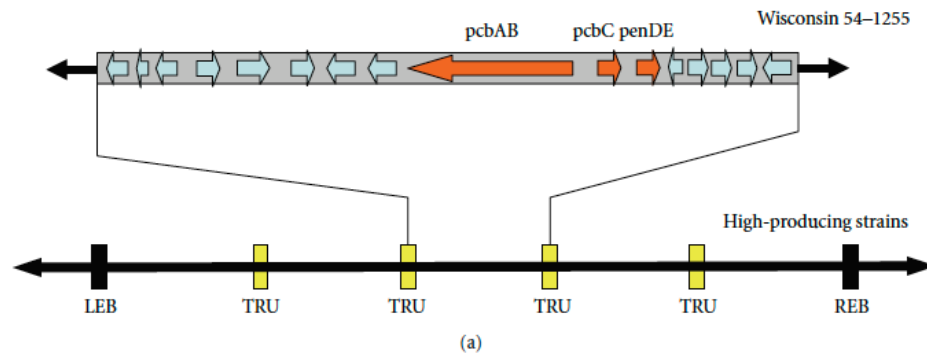 Wisconsin 54–1255
pcbAB pcbC penDE
High-producing strains
LEB TRU TRU TRU TRU REB
(a)